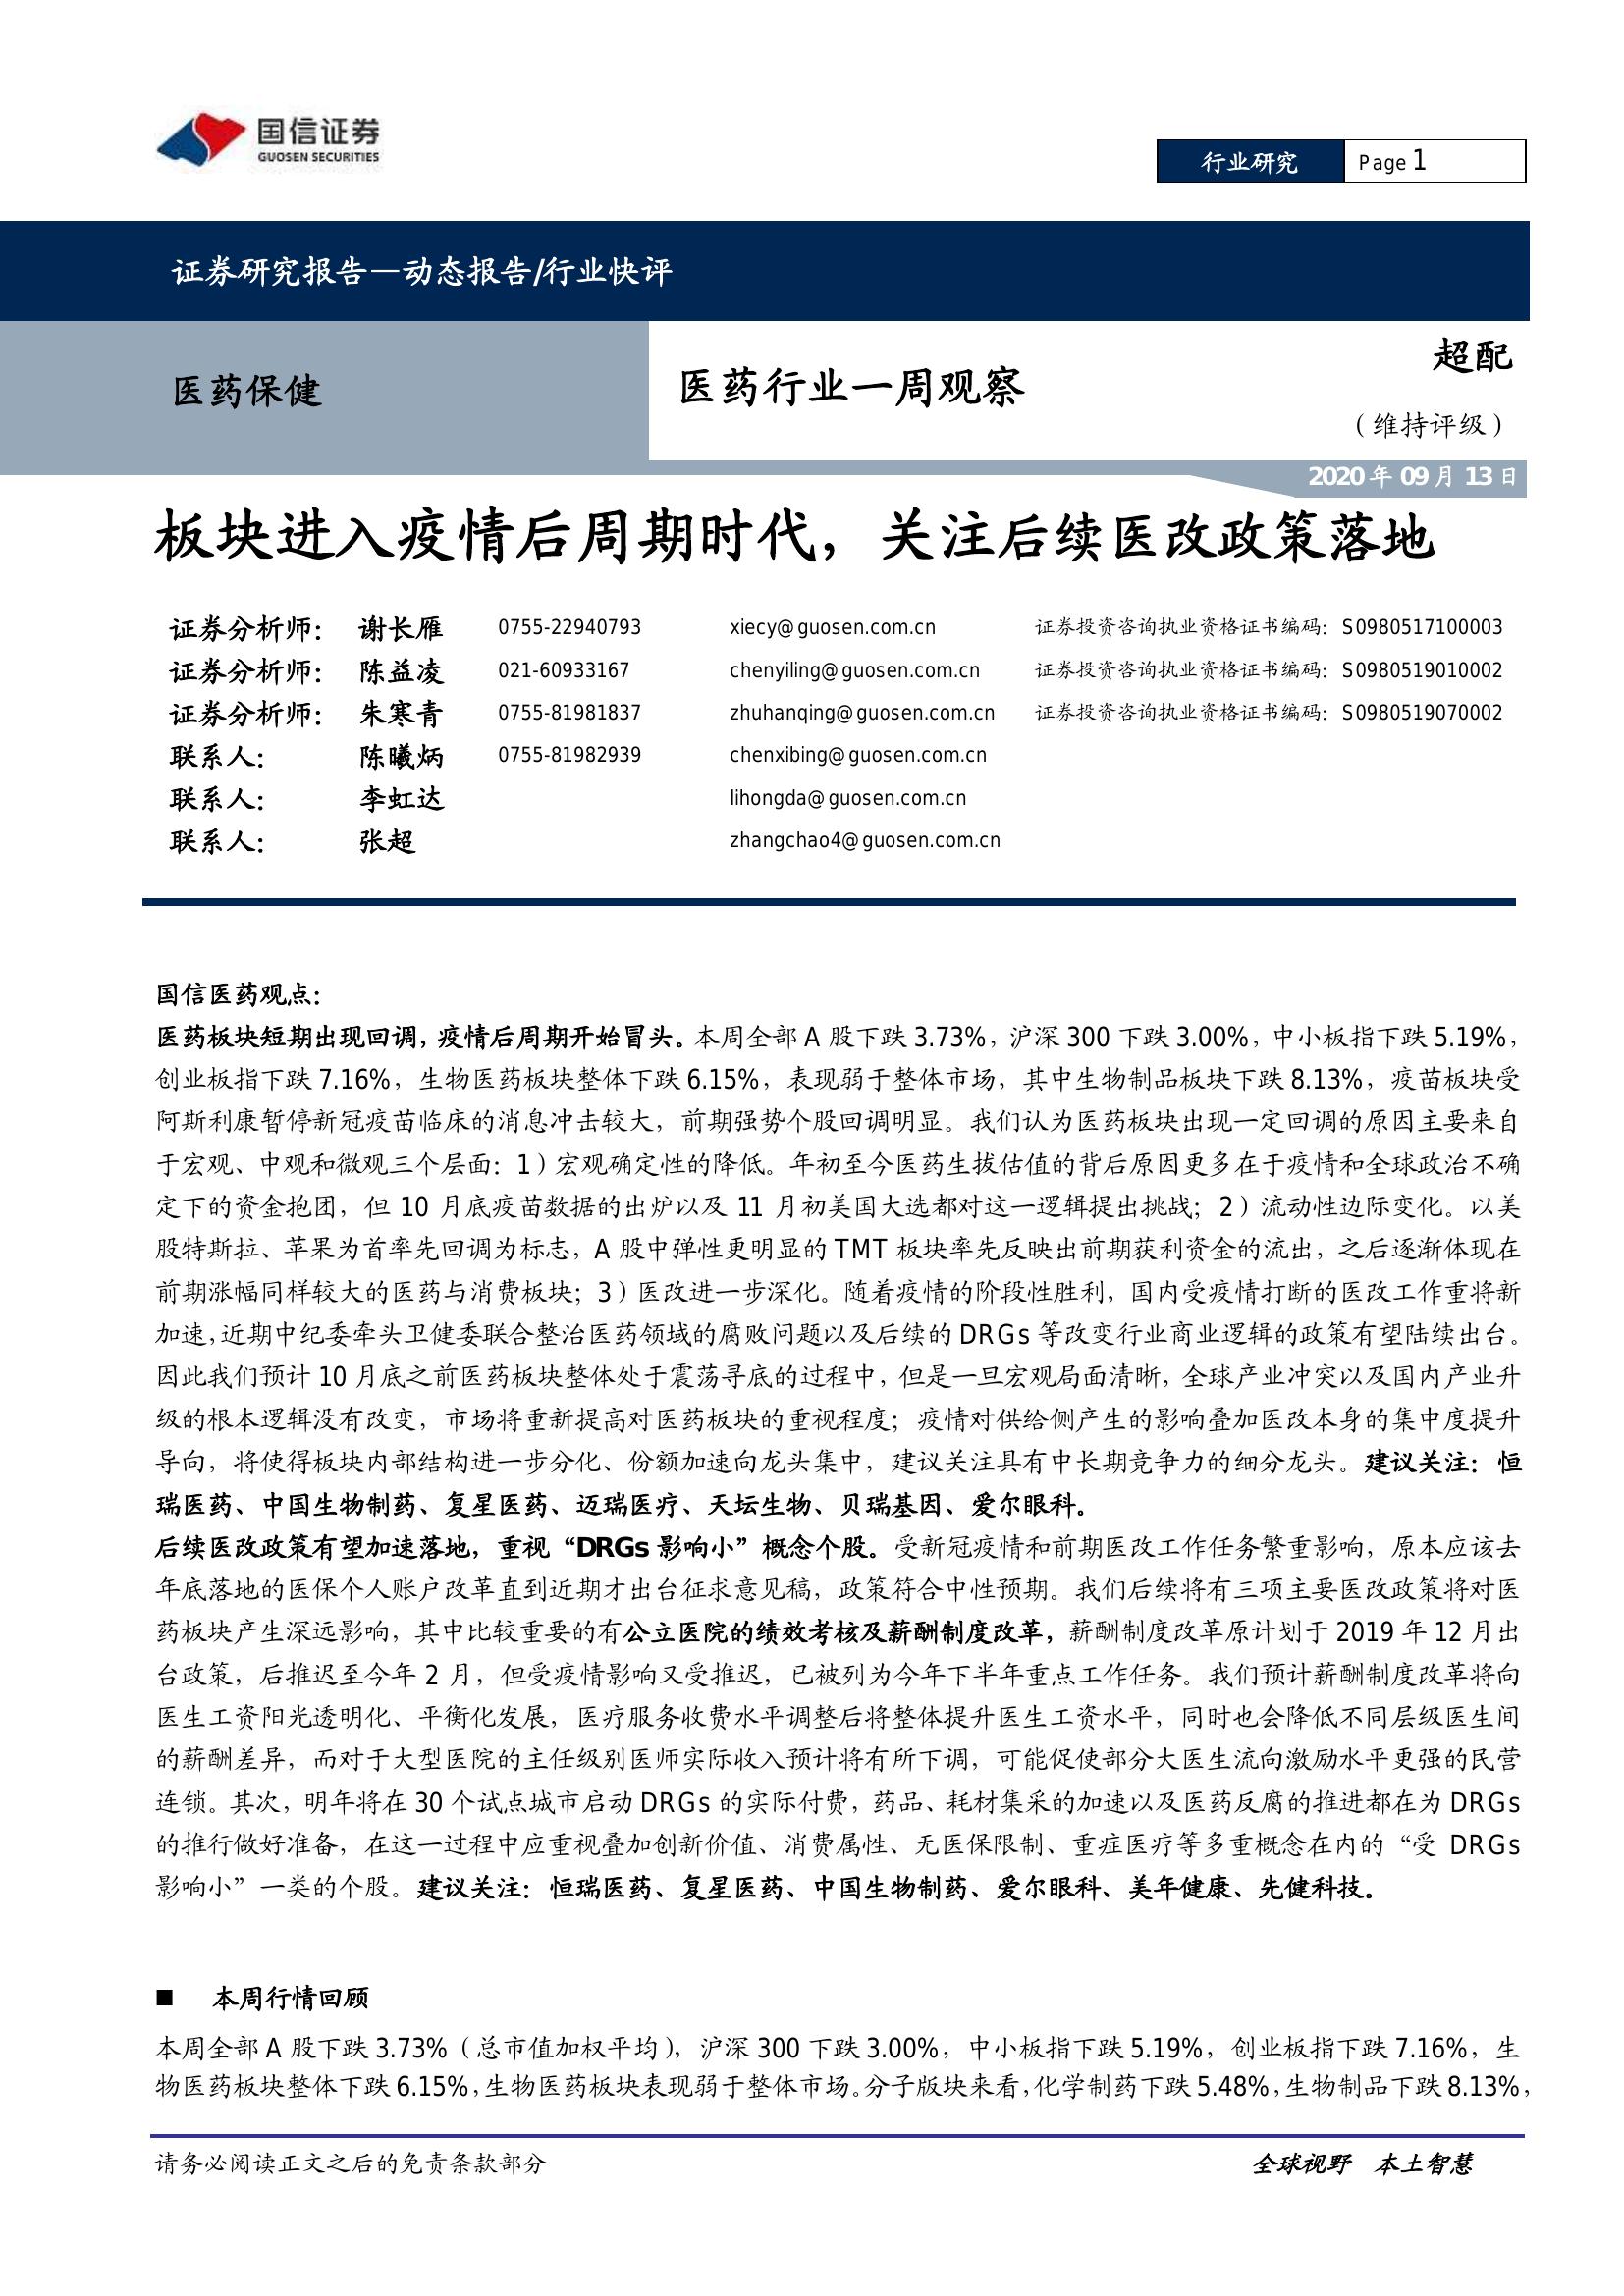 国信证券
GUOSEN SECURITIES
行业研究
Page 1
证券研究报告—动态报告/行业快评
医药保健
医药行业一周观察
超配
（维持评级）
2020 年 09 月 13 日
板块进入疫情后周期时代，关注后续医改政策落地
证券分析师： 谢长雁 0755-22940793 xiecy@guosen.com.cn 证券投资咨询执业资格证书编码：S0980517100003
证券分析师： 陈益凌 021-60933167 chenyiling@guosen.com.cn 证券投资咨询执业资格证书编码：S0980519010002
证券分析师： 朱寒青 0755-81981837 zhuhanqing@guosen.com.cn 证券投资咨询执业资格证书编码：S0980519070002
联系人： 陈曦炳 0755-81982939 chenxibing@guosen.com.cn
联系人： 李虹达 lihongda@guosen.com.cn
联系人： 张超 zhangchao4@guosen.com.cn
国信医药观点：
医药板块短期出现回调，疫情后周期开始冒头。本周全部 A 股下跌 3.73%，沪深 300 下跌 3.00%，中小板指下跌 5.19%，
创业板指下跌 7.16%，生物医药板块整体下跌 6.15%，表现弱于整体市场，其中生物制品板块下跌 8.13%，疫苗板块受
阿斯利康暂停新冠疫苗临床的消息冲击较大，前期强势个股回调明显。我们认为医药板块出现一定回调的原因主要来自
于宏观、中观和微观三个层面：1）宏观确定性的降低。年初至今医药生拔估值的背后原因更多在于疫情和全球政治不确
定下的资金抱团，但 10 月底疫苗数据的出炉以及 11 月初美国大选都对这一逻辑提出挑战；2）流动性边际变化。以美
股特斯拉、苹果为首率先回调为标志，A 股中弹性更明显的 TMT 板块率先反映出前期获利资金的流出，之后逐渐体现在
前期涨幅同样较大的医药与消费板块；3）医改进一步深化。随着疫情的阶段性胜利，国内受疫情打断的医改工作重将新
加速，近期中纪委牵头卫健委联合整治医药领域的腐败问题以及后续的 DRGs 等改变行业商业逻辑的政策有望陆续出台。
因此我们预计 10 月底之前医药板块整体处于震荡寻底的过程中，但是一旦宏观局面清晰，全球产业冲突以及国内产业升
级的根本逻辑没有改变，市场将重新提高对医药板块的重视程度；疫情对供给侧产生的影响叠加医改本身的集中度提升
导向，将使得板块内部结构进一步分化、份额加速向龙头集中，建议关注具有中长期竞争力的细分龙头。建议关注：恒
瑞医药、中国生物制药、复星医药、迈瑞医疗、天坛生物、贝瑞基因、爱尔眼科。
后续医改政策有望加速落地，重视“DRGs 影响小”概念个股。受新冠疫情和前期医改工作任务繁重影响，原本应该去
年底落地的医保个人账户改革直到近期才出台征求意见稿，政策符合中性预期。我们后续将有三项主要医改政策将对医
药板块产生深远影响，其中比较重要的有公立医院的绩效考核及薪酬制度改革，薪酬制度改革原计划于 2019 年 12 月出
台政策，后推迟至今年 2 月，但受疫情影响又受推迟，已被列为今年下半年重点工作任务。我们预计薪酬制度改革将向
医生工资阳光透明化、平衡化发展，医疗服务收费水平调整后将整体提升医生工资水平，同时也会降低不同层级医生间
的薪酬差异，而对于大型医院的主任级别医师实际收入预计将有所下调，可能促使部分大医生流向激励水平更强的民营
连锁。其次，明年将在 30 个试点城市启动 DRGs 的实际付费，药品、耗材集采的加速以及医药反腐的推进都在为 DRGs
的推行做好准备，在这一过程中应重视叠加创新价值、消费属性、无医保限制、重症医疗等多重概念在内的“受 DRGs
影响小”一类的个股。建议关注：恒瑞医药、复星医药、中国生物制药、爱尔眼科、美年健康、先健科技。
■ 本周行情回顾
本周全部 A 股下跌 3.73%（总市值加权平均），沪深 300 下跌 3.00%，中小板指下跌 5.19%，创业板指下跌 7.16%，生
物医药板块整体下跌 6.15%，生物医药板块表现弱于整体市场。分子版块来看，化学制药下跌 5.48%，生物制品下跌 8.13%，
请务必阅读正文之后的免责条款部分
全球视野 本土智慧